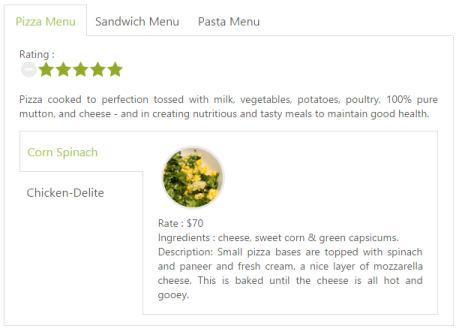 Pizza Menu Sandwich Menu Pasta Menu
Rating :
Pizza cooked to perfection tossed with milk, vegetables, potatoes, poultry, 100% pure
mutton, and cheese - and in creating nutritious and tasty meals to maintain good health.
Corn Spinach
Chicken-Delite
Rate : $70
Ingredients : cheese, sweet corn & green capsicums.
Description: Small pizza bases are topped with spinach
and paneer and fresh cream, a nice layer of mozzarella
cheese. This is baked until the cheese is all hot and
gooey.